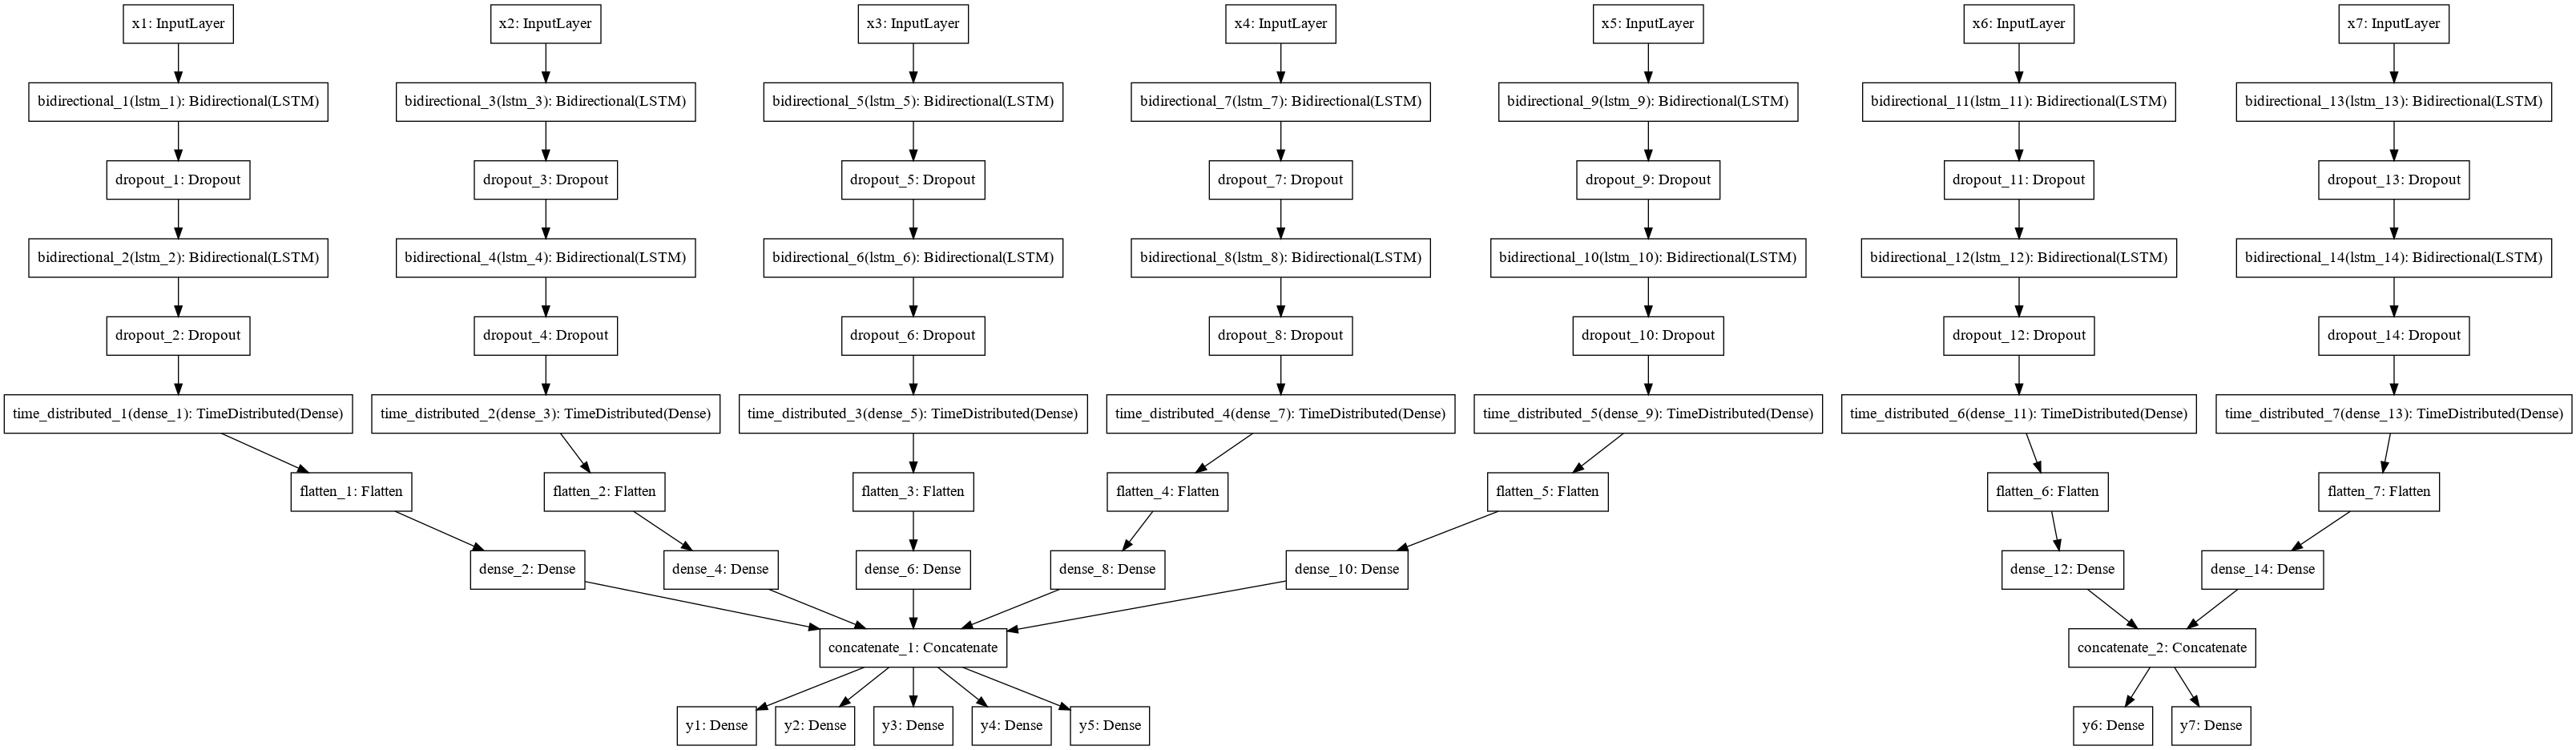 x1: InputLayer
x2: InputLayer
x3: InputLayer
x4: InputLayer
x5: InputLayer
x6: InputLayer
x7: InputLayer
bidirectional_1(lstm_1): Bidirectional(LSTM)
bidirectional_3(lstm_3): Bidirectional(LSTM)
bidirectional_5(lstm_5): Bidirectional(LSTM)
bidirectional_7(lstm_7): Bidirectional(LSTM)
bidirectional_9(lstm_9): Bidirectional(LSTM)
bidirectional_11(lstm_11): Bidirectional(LSTM)
bidirectional_13(lstm_13): Bidirectional(LSTM)
dropout_1: Dropout
dropout_3: Dropout
dropout_5: Dropout
dropout_7: Dropout
dropout_9: Dropout
dropout_11: Dropout
dropout_13: Dropout
bidirectional_2(lstm_2): Bidirectional(LSTM)
bidirectional_4(lstm_4): Bidirectional(LSTM)
bidirectional_6(lstm_6): Bidirectional(LSTM)
bidirectional_8(lstm_8): Bidirectional(LSTM)
bidirectional_10(lstm_10): Bidirectional(LSTM)
bidirectional_12(lstm_12): Bidirectional(LSTM)
bidirectional_14(lstm_14): Bidirectional(LSTM)
dropout_2: Dropout
dropout_4: Dropout
dropout_6: Dropout
dropout_8: Dropout
dropout_10: Dropout
dropout_12: Dropout
dropout_14: Dropout
time_distributed_1(dense_1): TimeDistributed(Dense)
time_distributed_2(dense_3): TimeDistributed(Dense)
time_distributed_3(dense_5): TimeDistributed(Dense)
time_distributed_4(dense_7): TimeDistributed(Dense)
time_distributed_5(dense_9): TimeDistributed(Dense)
time_distributed_6(dense_11): TimeDistributed(Dense)
time_distributed_7(dense_13): TimeDistributed(Dense)
flatten_1: Flatten
flatten_2: Flatten
flatten_3: Flatten
flatten_4: Flatten
flatten_5: Flatten
flatten_6: Flatten
flatten_7: Flatten
dense_2: Dense
dense_4: Dense
dense_6: Dense
dense_8: Dense
dense_10: Dense
dense_12: Dense
dense_14: Dense
concatenate_1: Concatenate
concatenate_2: Concatenate
y1: Dense
y2: Dense
y3: Dense
y4: Dense
y5: Dense
y6: Dense
y7: Dense